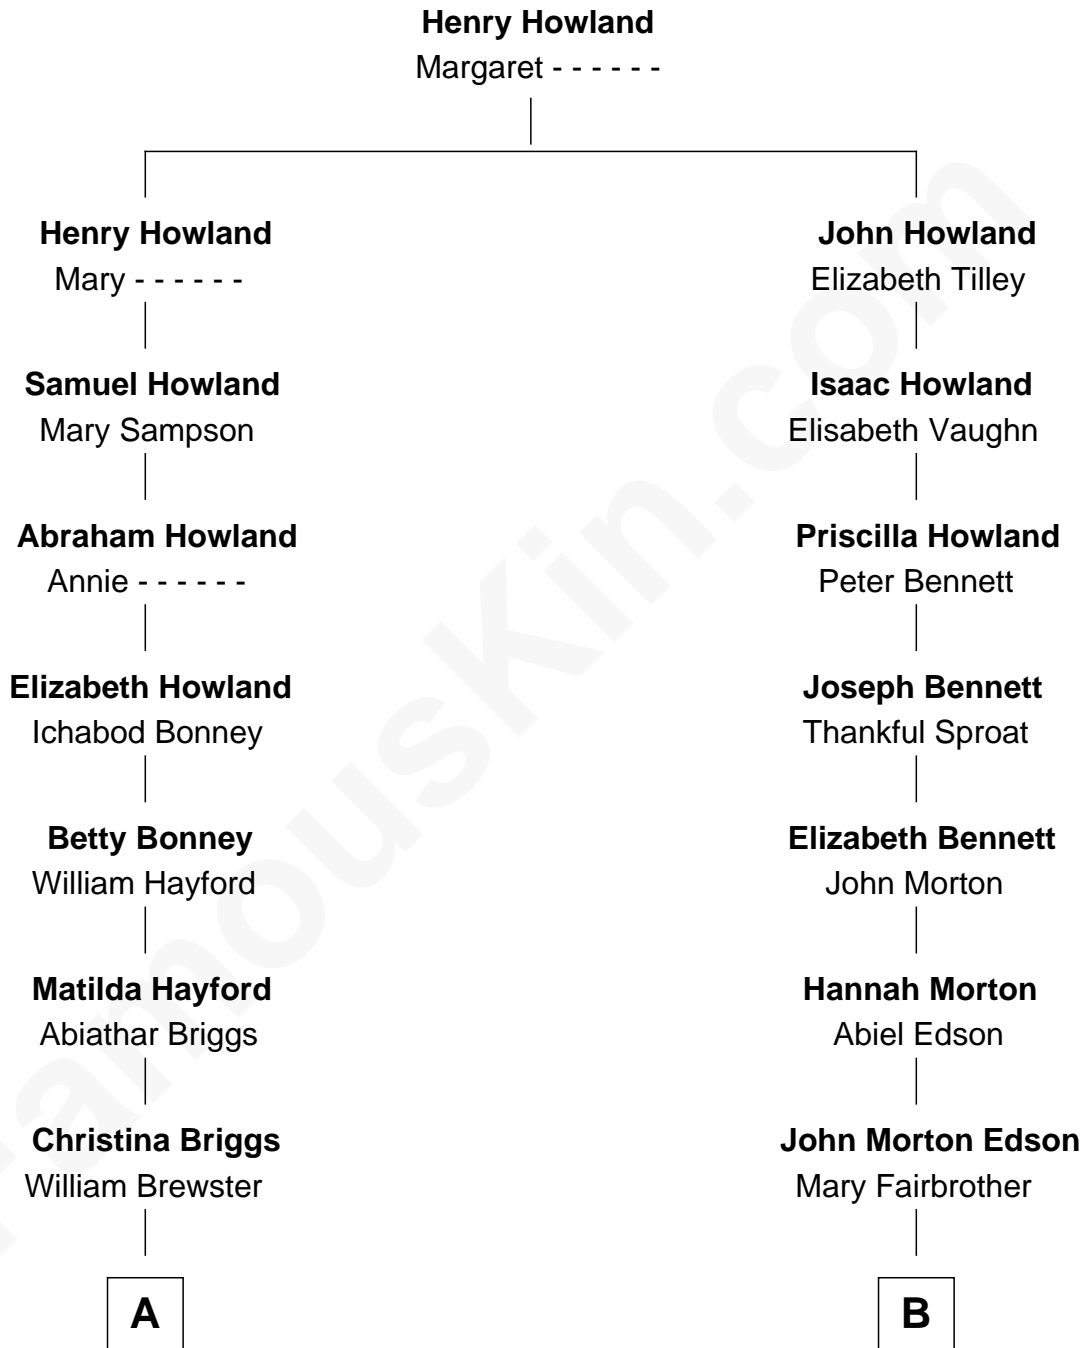 Henry Howland
Margaret - - - - - -
Henry Howland
Mary - - - - - -
John Howland
Elizabeth Tilley
Samuel Howland
Mary Sampson
Isaac Howland
Elisabeth Vaughn
Abraham Howland
Annie - - - - - -
Priscilla Howland
Peter Bennett
Elizabeth Howland
Ichabod Bonney
Joseph Bennett
Thankful Sproat
Betty Bonney
William Hayford
Elizabeth Bennett
John Morton
Matilda Hayford
Abiathar Briggs
Hannah Morton
Abiel Edson
Christina Briggs
William Brewster
John Morton Edson
Mary Fairbrother
A
B
FamousKin.com